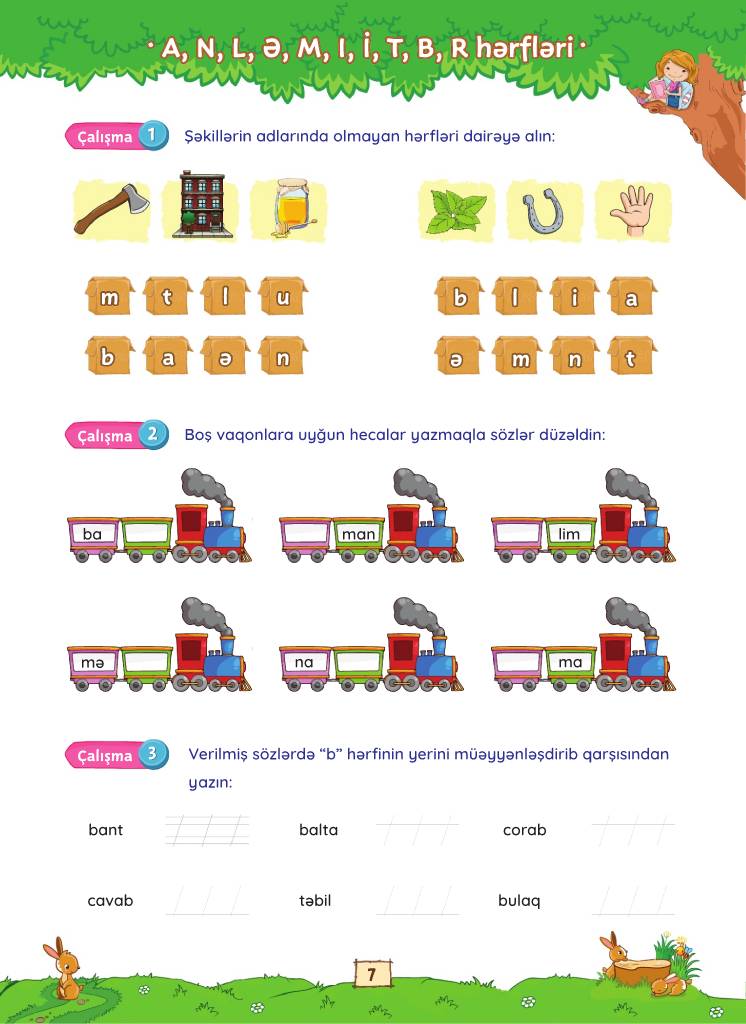 · A, N, L, Ə, M, I, İ, T, B, R hərfləri ·
Çalışma 1 Şəkillərin adlarında olmayan hərfləri dairəyə alın:
m t l u b l i a
b a ə n ə m n t
Çalışma 2 Boş vaqonlara uyğun hecalar yazmaqla sözlər düzəldin:
ba man lim
mə na ma
Çalışma 3 Verilmiş sözlərdə “b” hərfinin yerini müəyyənləşdirib qarşısından
yazın:
bant balta corab
cavab təbil bulaq
7